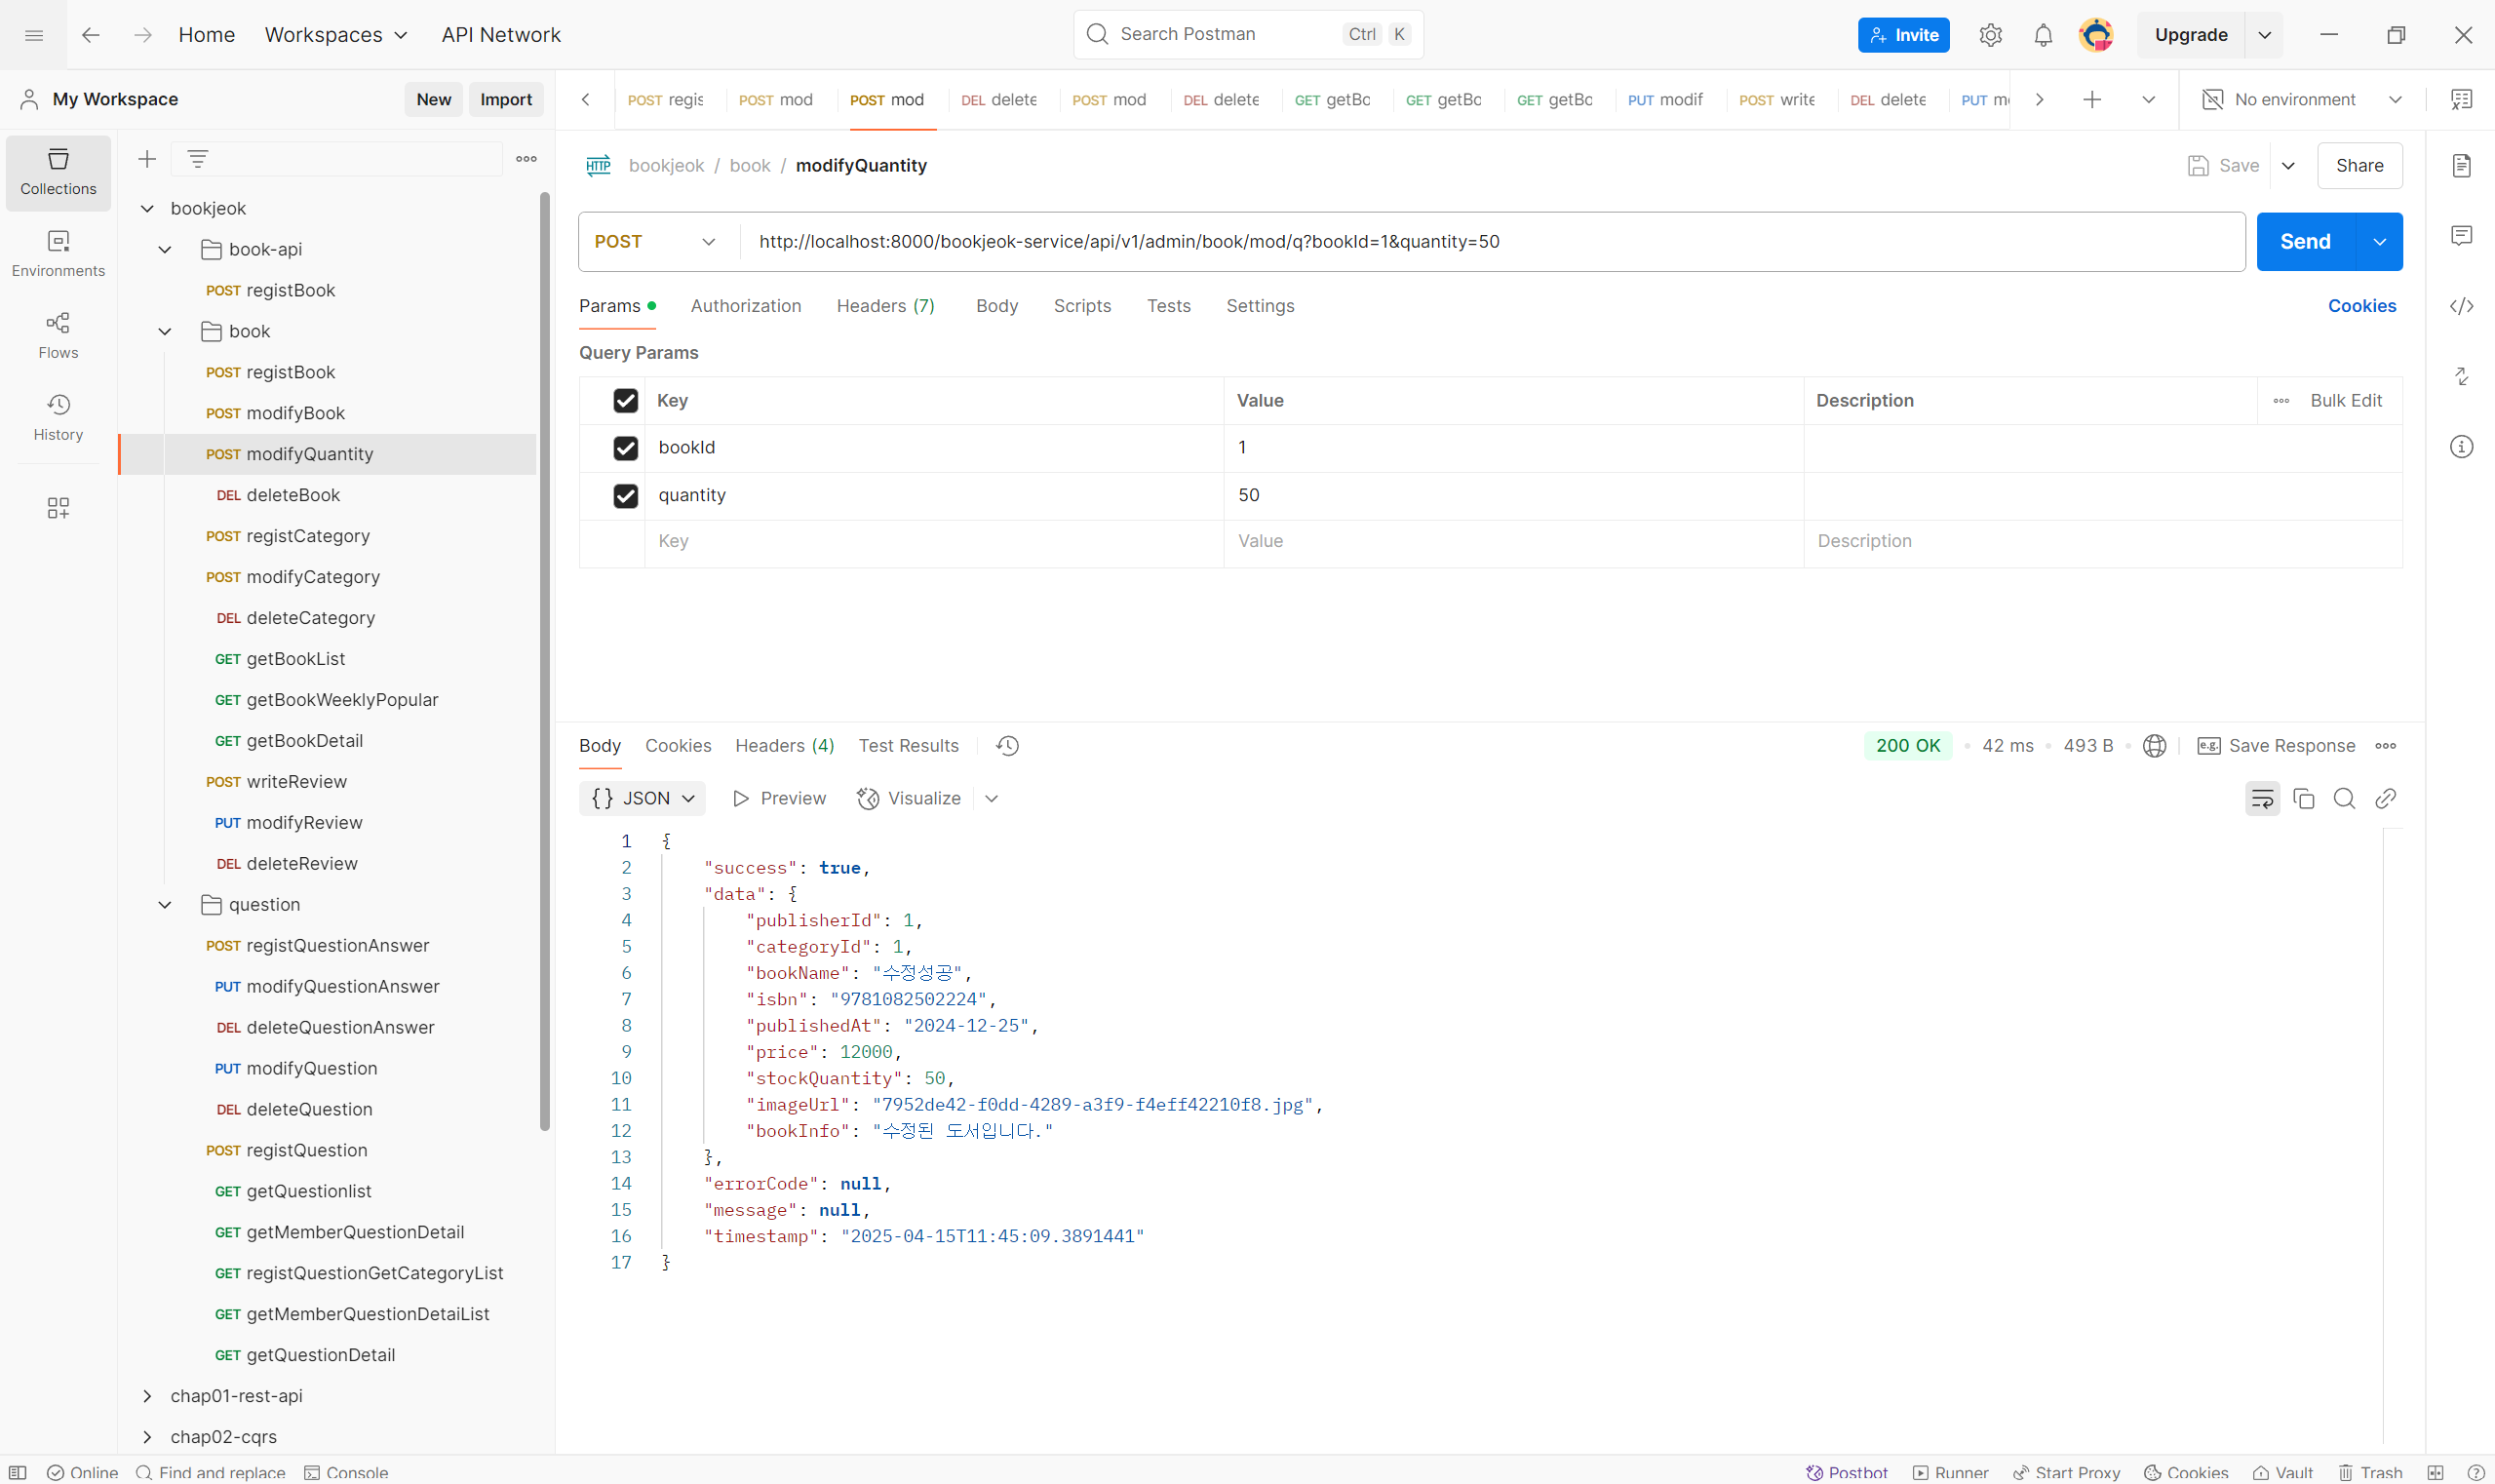 Home Workspaces API Network Search Postman Ctrl K Invite Upgrade
My Workspace New Import
POST regis POST mod POST mod DEL delete POST mod DEL delete GET getBo GET getBo GET getBo PUT modif POST write DEL delete PUT mo No environment
Collections
Environments
Flows
History
bookjeok
book-api
POST registBook
book
POST registBook
POST modifyBook
POST modifyQuantity
DEL deleteBook
POST registCategory
POST modifyCategory
DEL deleteCategory
GET getBookList
GET getBookWeeklyPopular
GET getBookDetail
POST writeReview
PUT modifyReview
DEL deleteReview
question
POST registQuestionAnswer
PUT modifyQuestionAnswer
DEL deleteQuestionAnswer
PUT modifyQuestion
DEL deleteQuestion
POST registQuestion
GET getQuestionlist
GET getMemberQuestionDetail
GET registQuestionGetCategoryList
GET getMemberQuestionDetaiList
GET getQuestionDetail
chap01-rest-api
chap02-cqrs
HTTP bookjeok / book / modifyQuantity Save Share
POST http://localhost:8000/bookjeok-service/api/v1/admin/book/mod/q?bookId=1&quantity=50 Send
Params Authorization Headers (7) Body Scripts Tests Settings Cookies
Query Params
Key Value Description Bulk Edit
bookId 1
quantity 50
Key Value Description
Body Cookies Headers (4) Test Results 200 OK 42 ms 493 B e.g. Save Response
{} JSON Preview Visualize
1 {
2 "success": true,
3 "data": {
4 "publisherId": 1,
5 "categoryId": 1,
6 "bookName": "수정성공",
7 "isbn": "9781082502224",
8 "publishedAt": "2024-12-25",
9 "price": 12000,
10 "stockQuantity": 50,
11 "imageUrl": "7952de42-f0dd-4289-a3f9-f4eff42210f8.jpg",
12 "bookInfo": "수정된 도서입니다."
13 },
14 "errorCode": null,
15 "message": null,
16 "timestamp": "2025-04-15T11:45:09.3891441"
17 }
Online Find and replace Console Postbot Runner Start Proxy Cookies Vault Trash